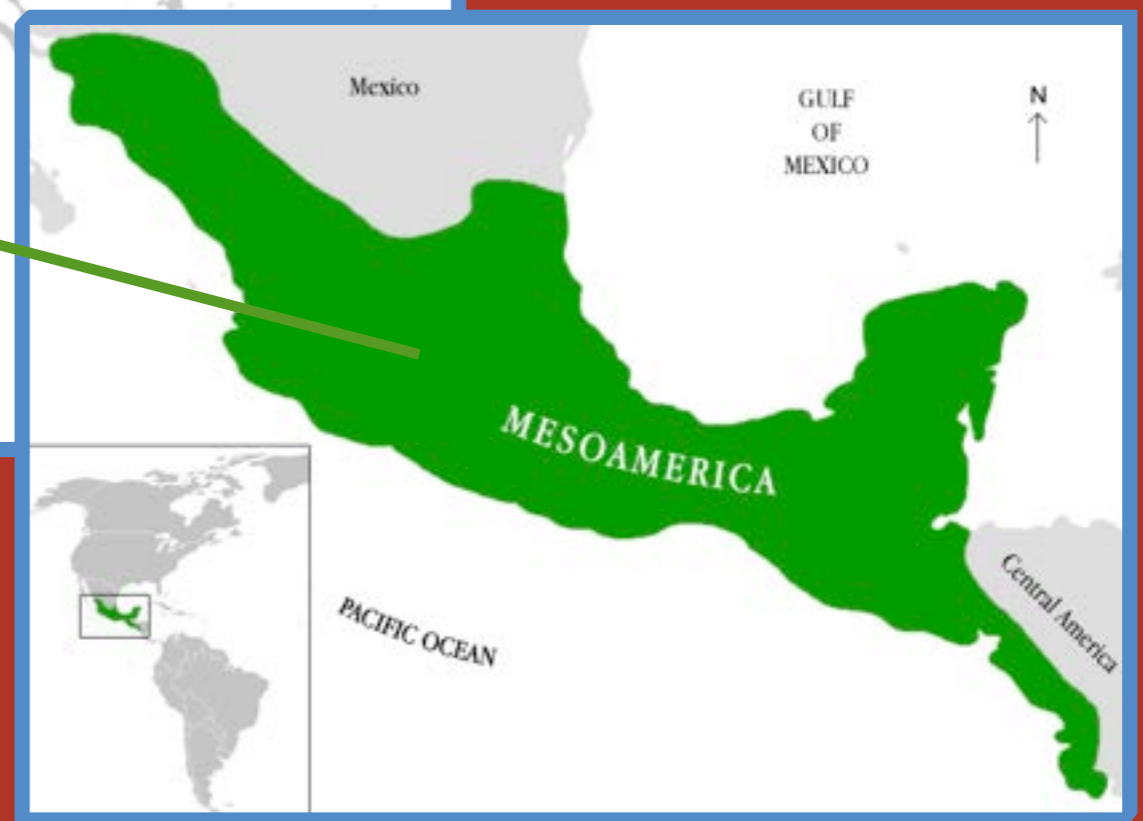 Mexico
GULF
OF
MEXICO
N
MESOAMERICA
Central America
PACIFIC OCEAN